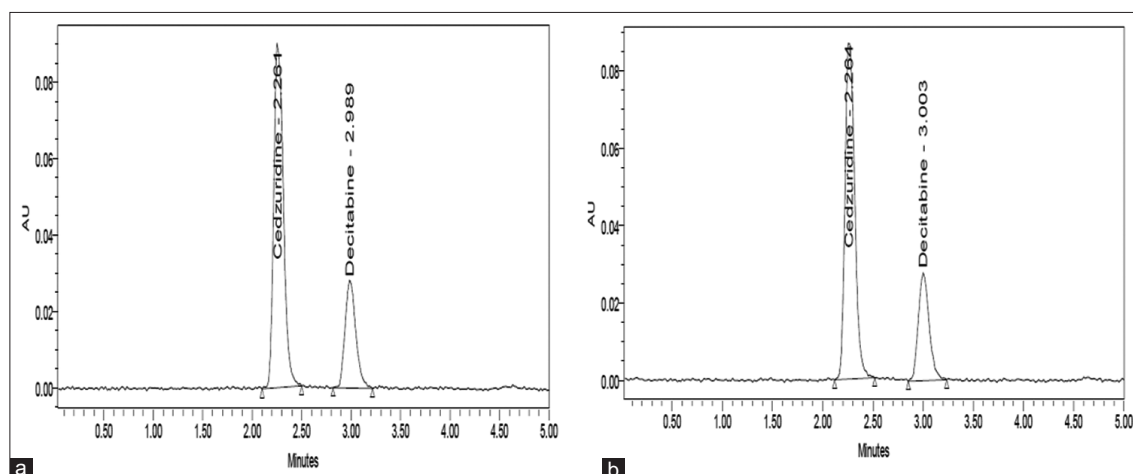 0.08
0.06
0.04
0.02
0.00
AU
Cedzuridine - 2.261
Decitabine - 2.989
0.50 1.00 1.50 2.00 2.50 3.00 3.50 4.00 4.50 5.00
Minutes
a
0.08
0.06
0.04
0.02
0.00
AU
Cedzuridine - 2.264
Decitabine - 3.003
0.50 1.00 1.50 2.00 2.50 3.00 3.50 4.00 4.50 5.00
Minutes
b